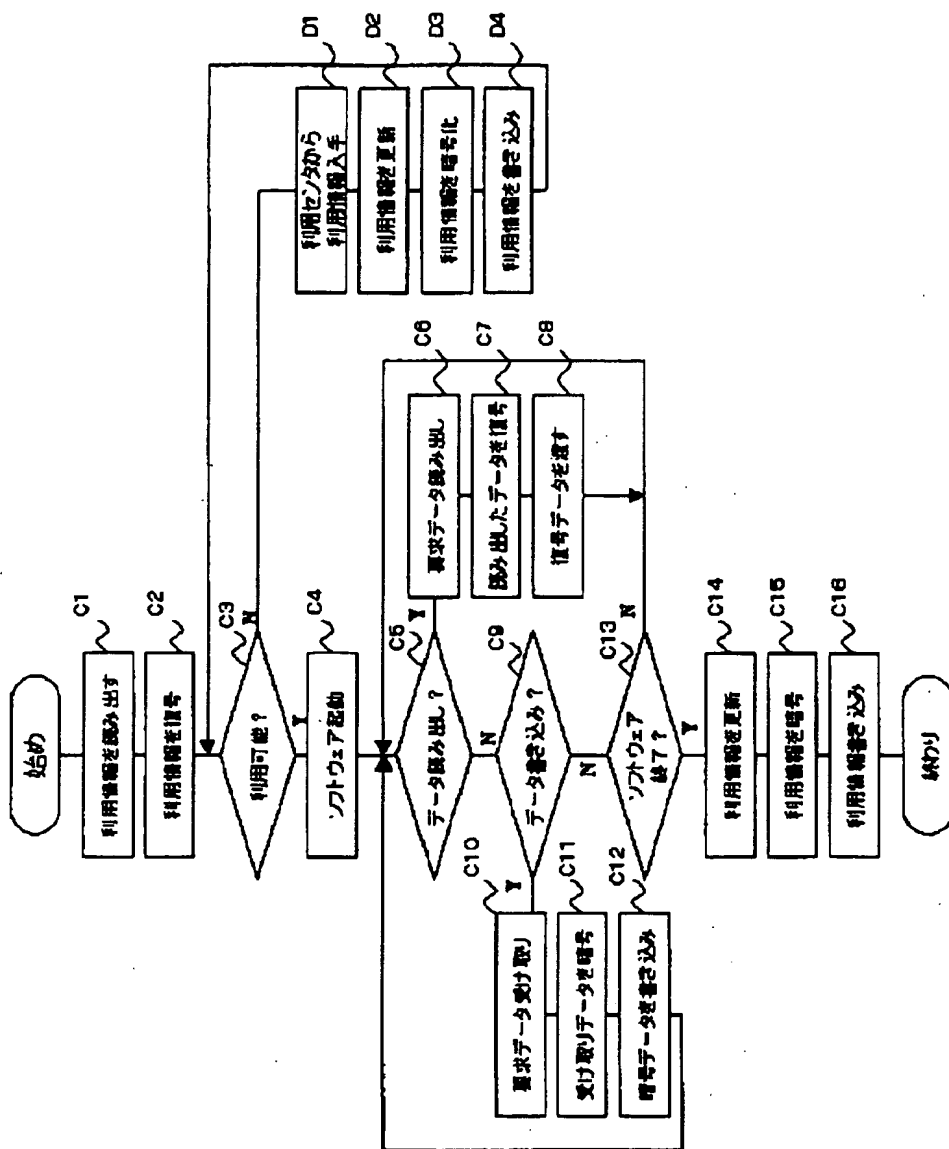 始め
C1
利用情報を読み出す
C2
利用情報を復号
C3
利用可能?
N
Y
D1
利用センタから
利用情報入手
D2
利用情報を更新
D3
利用情報を暗号化
D4
利用情報を書き込み
C4
ソフトウェア起動
C5
データ読み出し?
Y
N
C6
要求データ読み出し
C7
読み出したデータを復号
C8
復号データを渡す
C9
データ書き込み?
Y
N
C10
要求データ受け取り
C11
受け取りデータを暗号
C12
暗号データを書き込み
C13
ソフトウェア
終了?
N
Y
C14
利用情報を更新
C15
利用情報を暗号
C16
利用情報書き込み
終わり